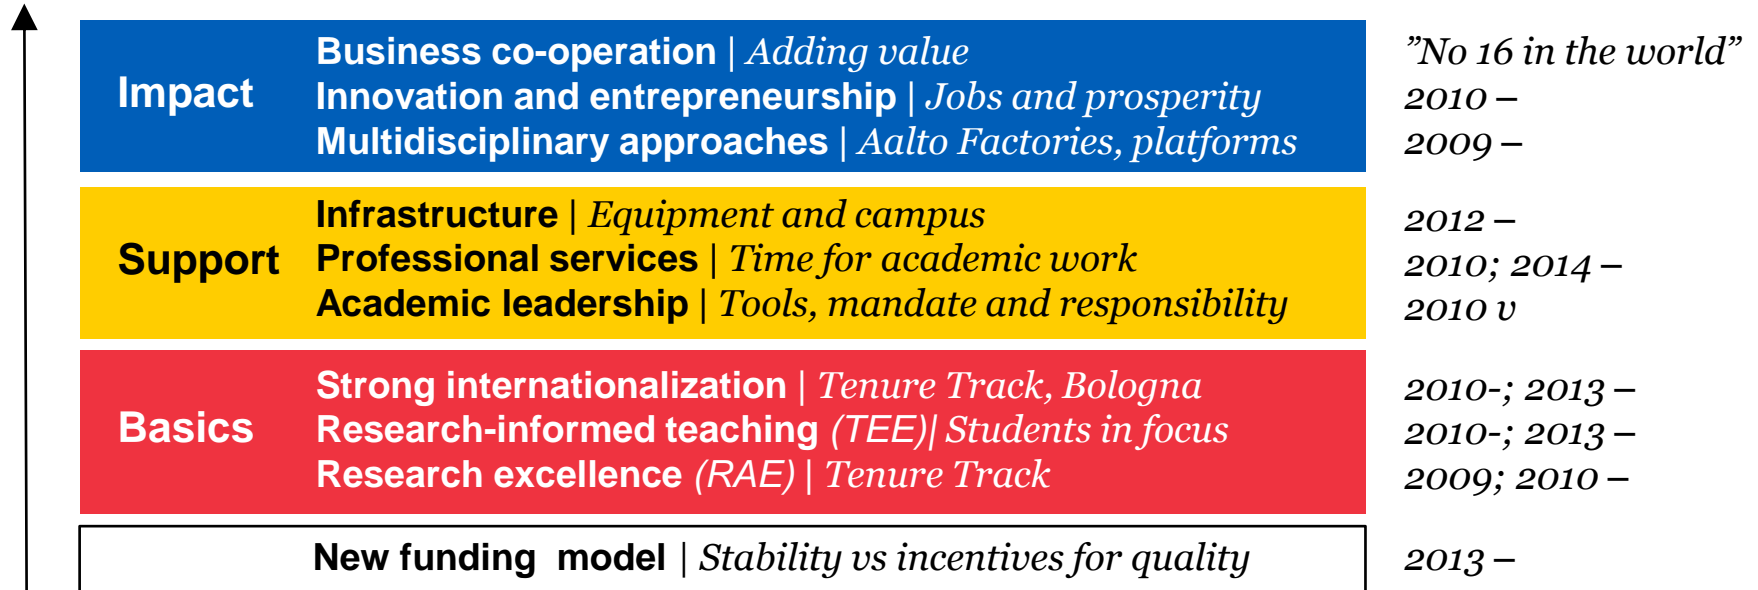 Impact
Business co-operation | Adding value ”No 16 in the world”
Innovation and entrepreneurship | Jobs and prosperity 2010 –
Multidisciplinary approaches | Aalto Factories, platforms 2009 –
Support
Infrastructure | Equipment and campus 2012 –
Professional services | Time for academic work 2010; 2014 –
Academic leadership | Tools, mandate and responsibility 2010 v
Basics
Strong internationalization | Tenure Track, Bologna 2010-; 2013 –
Research-informed teaching (TEE)| Students in focus 2010-; 2013 –
Research excellence (RAE) | Tenure Track 2009; 2010 –
New funding model | Stability vs incentives for quality 2013 –